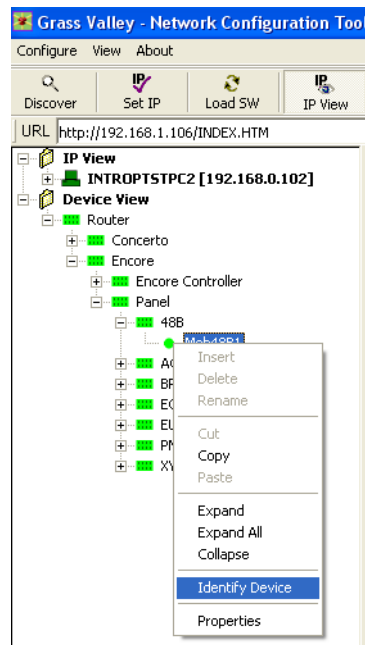 Grass Valley - Network Configuration Too
Configure View About
Discover Set IP Load SW IP View
URL http://192.168.1.106/INDEX.HTM
IP View
INTROPTSTPC2 [192.168.0.102]
Device View
Router
Concerto
Encore
Encore Controller
Panel
48B
Mob48B1
Insert
Delete
Rename
Cut
Copy
Paste
Expand
Expand All
Collapse
Identify Device
Properties